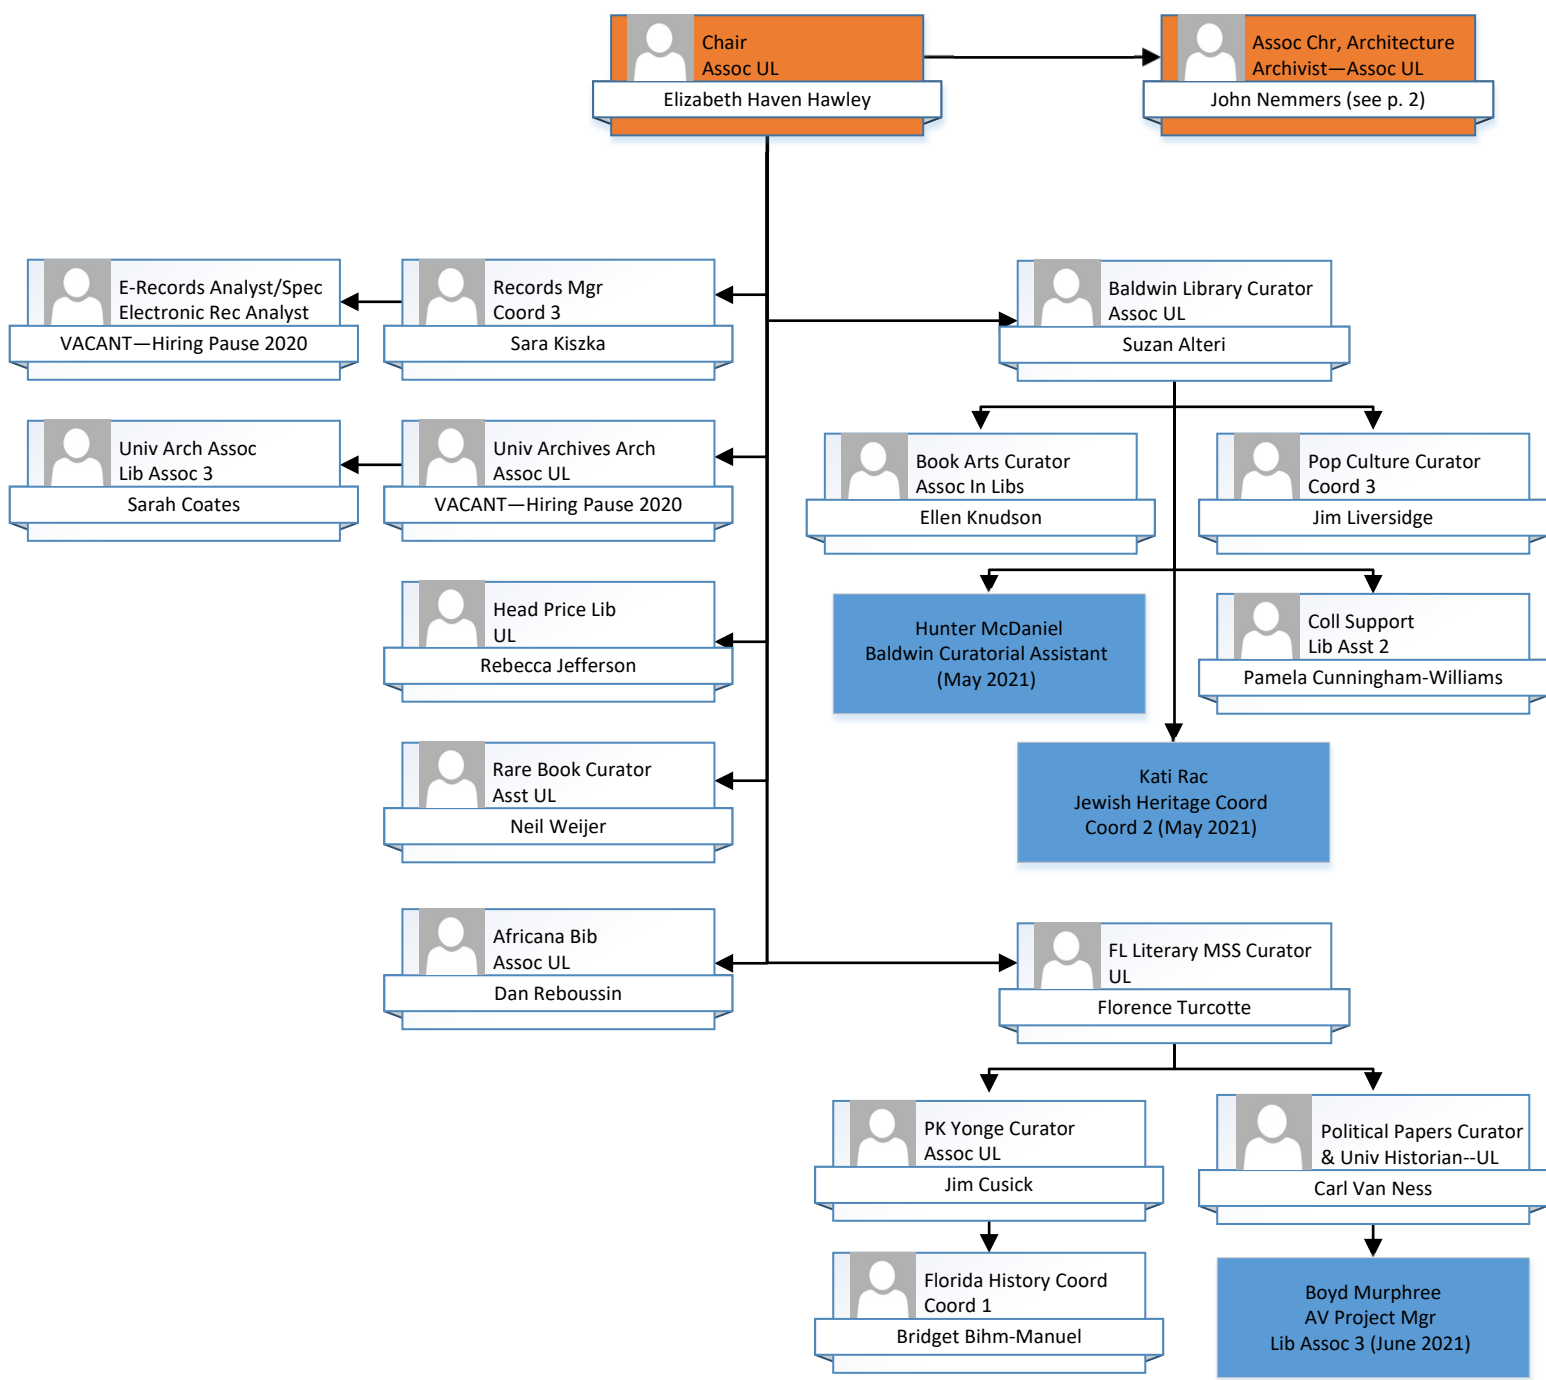 Chair
Assoc UL
Elizabeth Haven Hawley
Assoc Chr, Architecture
Archivist—Assoc UL
John Nemmers (see p. 2)
E-Records Analyst/Spec
Electronic Rec Analyst
VACANT—Hiring Pause 2020
Records Mgr
Coord 3
Sara Kiszka
Baldwin Library Curator
Assoc UL
Suzan Alteri
Univ Arch Assoc
Lib Assoc 3
Sarah Coates
Univ Archives Arch
Assoc UL
VACANT—Hiring Pause 2020
Book Arts Curator
Assoc In Libs
Ellen Knudson
Pop Culture Curator
Coord 3
Jim Liversidge
Head Price Lib
UL
Rebecca Jefferson
Hunter McDaniel
Baldwin Curatorial Assistant
(May 2021)
Coll Support
Lib Asst 2
Pamela Cunningham-Williams
Rare Book Curator
Asst UL
Neil Weijer
Kati Rac
Jewish Heritage Coord
Coord 2 (May 2021)
Africana Bib
Assoc UL
Dan Reboussin
FL Literary MSS Curator
UL
Florence Turcotte
PK Yonge Curator
Assoc UL
Jim Cusick
Political Papers Curator
& Univ Historian--UL
Carl Van Ness
Florida History Coord
Coord 1
Bridget Bihm-Manuel
Boyd Murphree
AV Project Mgr
Lib Assoc 3 (June 2021)